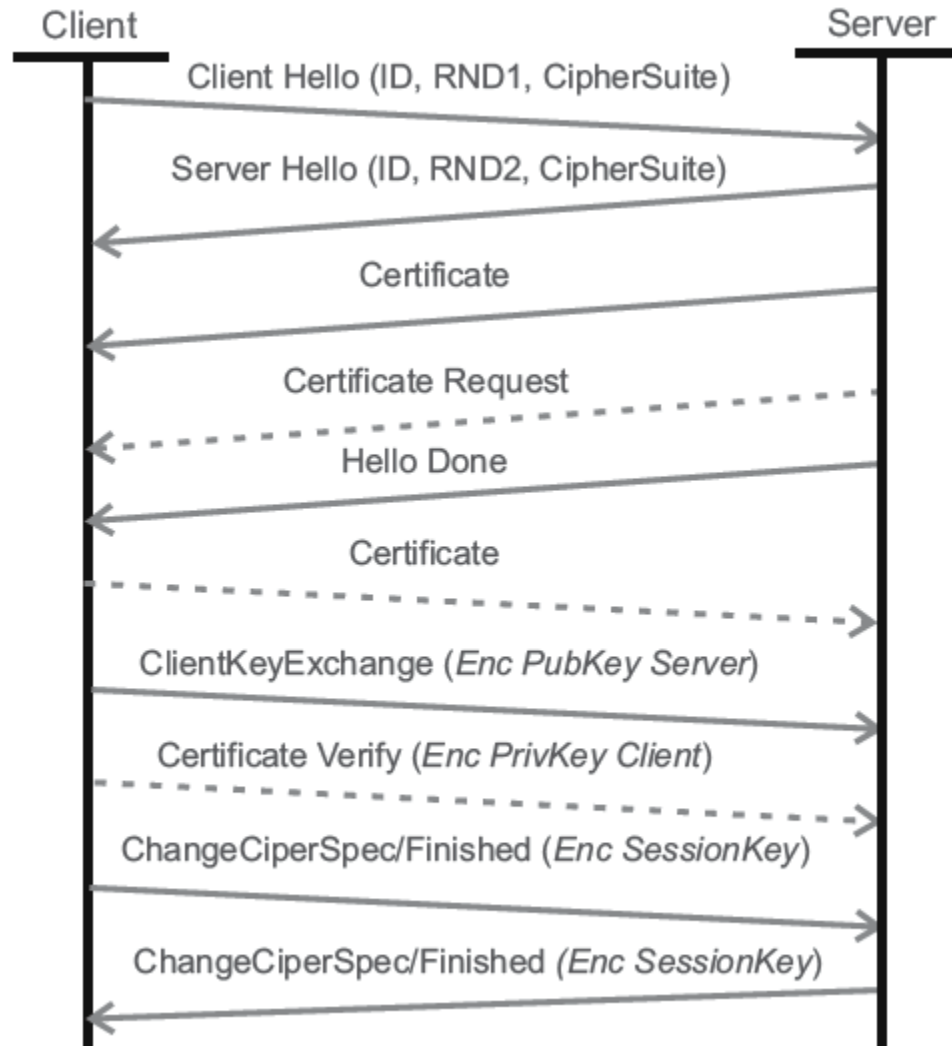 Client
Server
Client Hello (ID, RND1, CipherSuite)
Server Hello (ID, RND2, CipherSuite)
Certificate
Certificate Request
Hello Done
Certificate
ClientKeyExchange (Enc PubKey Server)
Certificate Verify (Enc PrivKey Client)
ChangeCiperSpec/Finished (Enc SessionKey)
ChangeCiperSpec/Finished (Enc SessionKey)